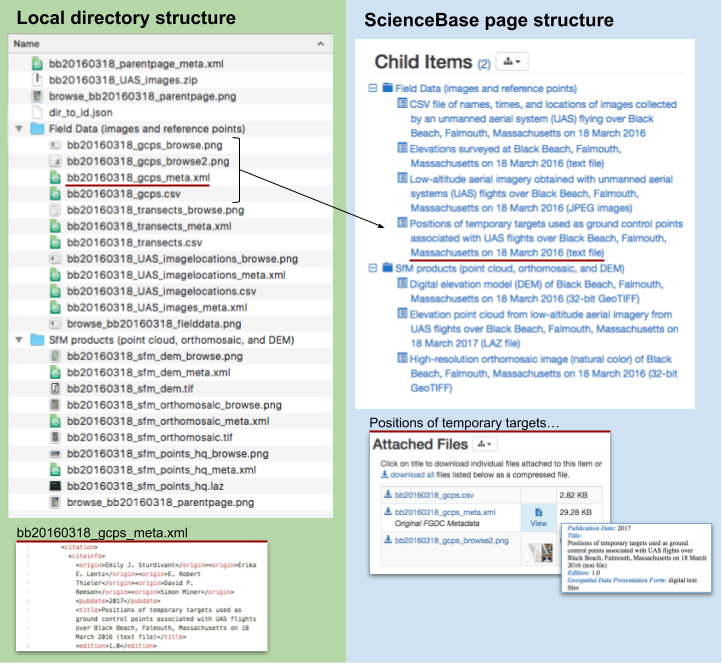 Local directory structure
Name
bb20160318_parentpage_meta.xml
bb20160318_UAS_images.zip
browse_bb20160318_parentpage.png
dir_to_id.json
Field Data (images and reference points)
bb20160318_gcps_browse.png
bb20160318_gcps_browse2.png
bb20160318_gcps_meta.xml
bb20160318_gcps.csv
bb20160318_transects_browse.png
bb20160318_transects_meta.xml
bb20160318_transects.csv
bb20160318_UAS_imagelocations_browse.png
bb20160318_UAS_imagelocations_meta.xml
bb20160318_UAS_imagelocations.csv
bb20160318_UAS_images_meta.xml
browse_bb20160318_fielddata.png
SfM products (point cloud, orthomosaic, and DEM)
bb20160318_sfm_dem_browse.png
bb20160318_sfm_dem_meta.xml
bb20160318_sfm_dem.tif
bb20160318_sfm_orthomosaic_browse.png
bb20160318_sfm_orthomosaic_meta.xml
bb20160318_sfm_orthomosaic.tif
bb20160318_sfm_points_hq_browse.png
bb20160318_sfm_points_hq_meta.xml
bb20160318_sfm_points_hq.laz
browse_bb20160318_parentpage.png
bb20160318_gcps_meta.xml
<citation>
<citeinfo>
<origin>Emily J. Sturdivant</origin><origin>Erika
E. Lentz</origin><origin>E. Robert
Thieler</origin><origin>David P.
Remsen</origin><origin>Simon Miner</origin>
<pubdate>2017</pubdate>
<title>Positions of temporary targets used as
ground control points associated with UAS flights
over Black Beach, Falmouth, Massachusetts on 18
March 2016 (text file)</title>
<edition>1.0</edition>
ScienceBase page structure
Child Items (2)
Field Data (images and reference points)
CSV file of names, times, and locations of images collected
by an unmanned aerial system (UAS) flying over Black
Beach, Falmouth, Massachusetts on 18 March 2016
Elevations surveyed at Black Beach, Falmouth,
Massachusetts on 18 March 2016 (text file)
Low-altitude aerial imagery obtained with unmanned aerial
systems (UAS) flights over Black Beach, Falmouth,
Massachusetts on 18 March 2016 (JPEG images)
Positions of temporary targets used as ground control points
associated with UAS flights over Black Beach, Falmouth,
Massachusetts on 18 March 2016 (text file)
SfM products (point cloud, orthomosaic, and DEM)
Digital elevation model (DEM) of Black Beach, Falmouth,
Massachusetts on 18 March 2016 (32-bit GeoTIFF)
Elevation point cloud from low-altitude aerial imagery from
UAS flights over Black Beach, Falmouth, Massachusetts on
18 March 2017 (LAZ file)
High-resolution orthomosaic image (natural color) of Black
Beach, Falmouth, Massachusetts on 18 March 2016 (32-bit
GeoTIFF)
Positions of temporary targets…
Attached Files
Click on title to download individual files attached to this item or
download all files listed below as a compressed file.
bb20160318_gcps.csv 2.82 KB
bb20160318_gcps_meta.xml 29.28 KB
Original FGDC Metadata View
bb20160318_gcps_browse2.png
Publication Date: 2017
Title:
Positions of temporary targets used as ground
control points associated with UAS flights over
Black Beach, Falmouth, Massachusetts on 18 March
2016 (text file)
Edition: 1.0
Geospatial Data Presentation Form: digital text
files